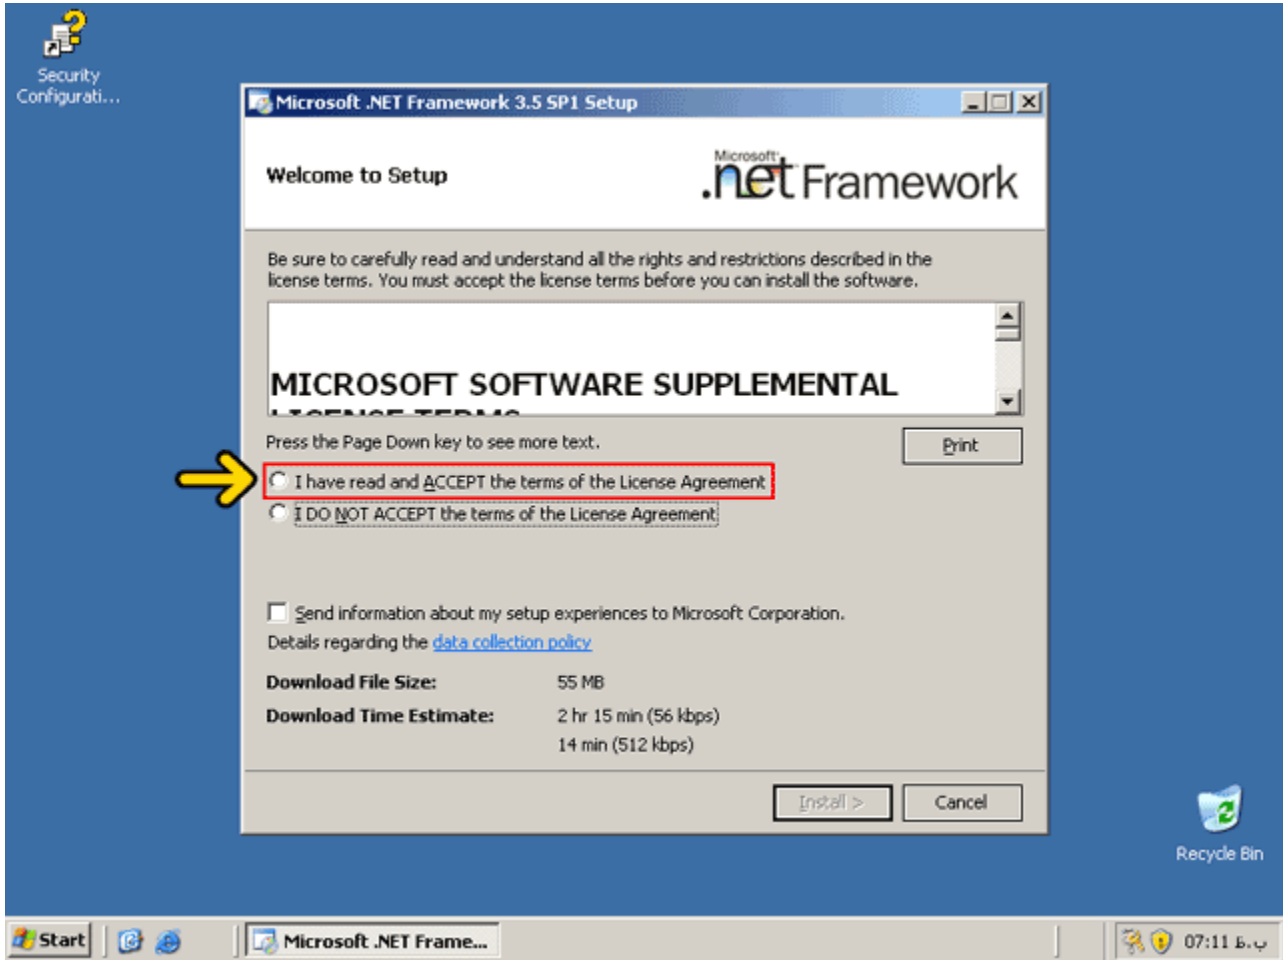 Security
Configurati...
Microsoft .NET Framework 3.5 SP1 Setup
Welcome to Setup
Microsoft
.net Framework
Be sure to carefully read and understand all the rights and restrictions described in the
license terms. You must accept the license terms before you can install the software.
MICROSOFT SOFTWARE SUPPLEMENTAL
LICENSE TERMS
Press the Page Down key to see more text.
Print
I have read and ACCEPT the terms of the License Agreement
I DO NOT ACCEPT the terms of the License Agreement
Send information about my setup experiences to Microsoft Corporation.
Details regarding the data collection policy
Download File Size: 55 MB
Download Time Estimate: 2 hr 15 min (56 kbps)
14 min (512 kbps)
Install >
Cancel
Recycle Bin
Start
Microsoft .NET Frame...
07:11 ب.ظ